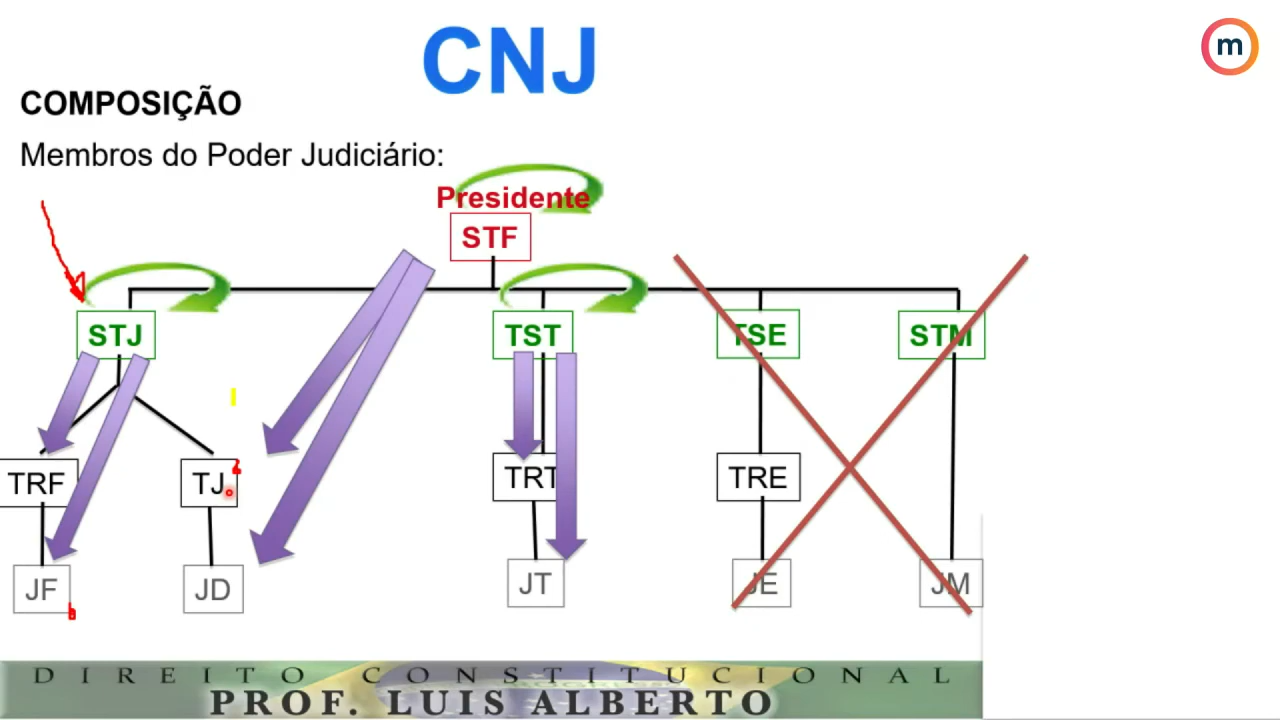 CNJ
m
COMPOSIÇÃO
Membros do Poder Judiciário:
Presidente
STF
STJ
TST
TSE
STM
TRF
TJ
TRT
TRE
JF
JD
JT
JE
JM
DIREITO CONSTITUCIONAL
PROF. LUIS ALBERTO